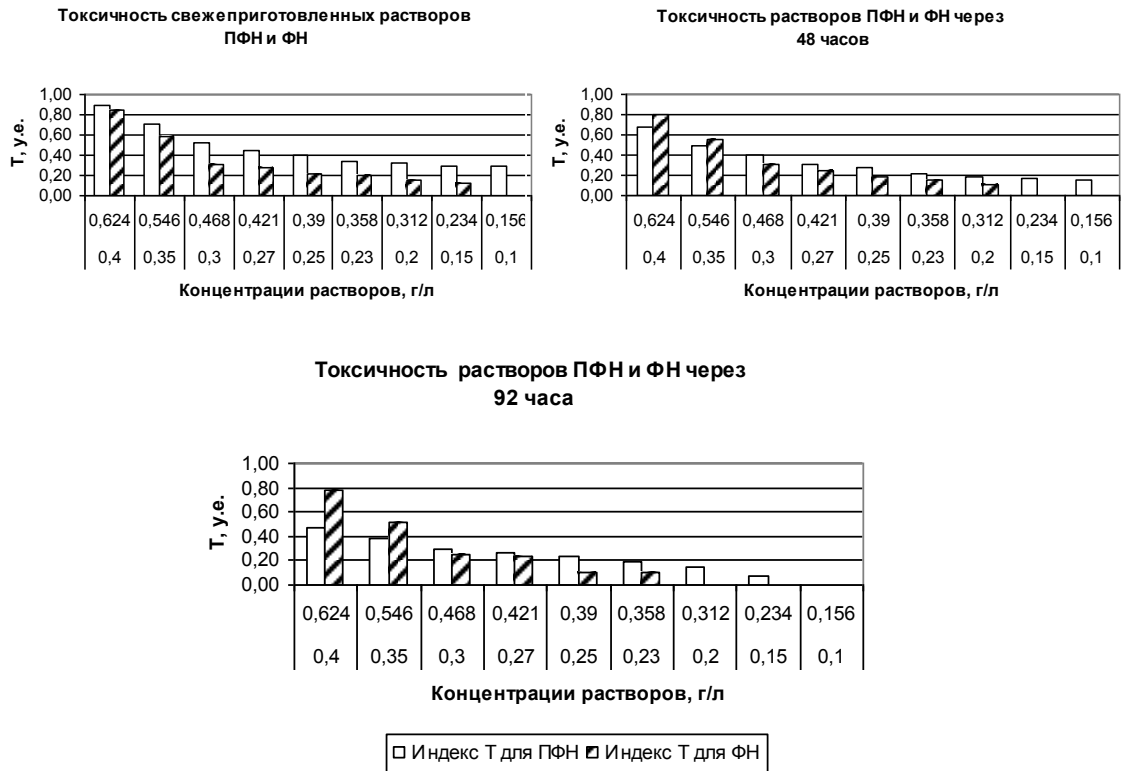 Токсичность свежеприготовленных растворов
ПФН и ФН
Т, у.е.
1,00
0,80
0,60
0,40
0,20
0,00
0,624 0,546 0,468 0,421 0,39 0,358 0,312 0,234 0,156
0,4 0,35 0,3 0,27 0,25 0,23 0,2 0,15 0,1
Концентрации растворов, г/л
Токсичность растворов ПФН и ФН через
48 часов
Т, у.е.
1,00
0,80
0,60
0,40
0,20
0,00
0,624 0,546 0,468 0,421 0,39 0,358 0,312 0,234 0,156
0,4 0,35 0,3 0,27 0,25 0,23 0,2 0,15 0,1
Концентрации растворов, г/л
Токсичность растворов ПФН и ФН через
92 часа
Т, у.е.
1,00
0,80
0,60
0,40
0,20
0,00
0,624 0,546 0,468 0,421 0,39 0,358 0,312 0,234 0,156
0,4 0,35 0,3 0,27 0,25 0,23 0,2 0,15 0,1
Концентрации растворов, г/л
Индекс Т для ПФН Индекс Т для ФН